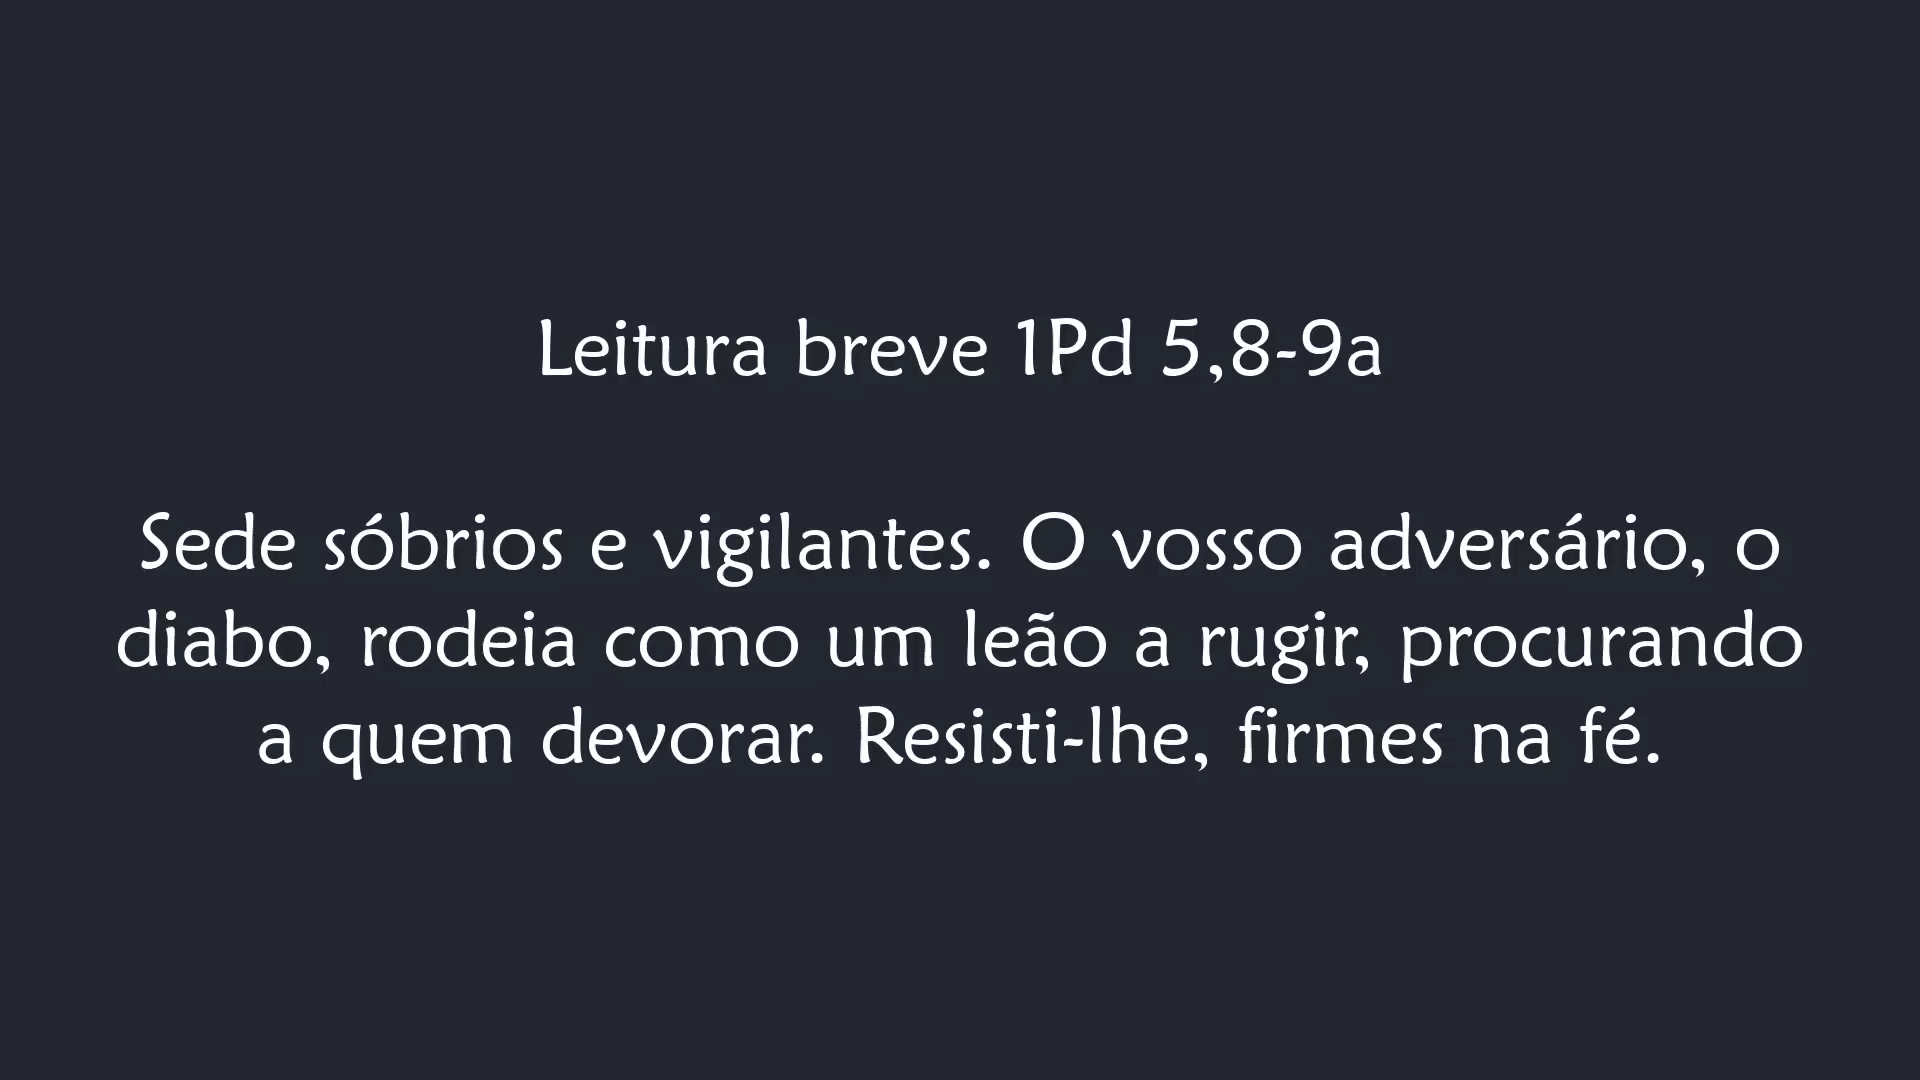 Leitura breve 1Pd 5,8-9a
Sede sóbrios e vigilantes. O vosso adversário, o
diabo, rodeia como um leão a rugir, procurando
a quem devorar. Resisti-lhe, firmes na fé.